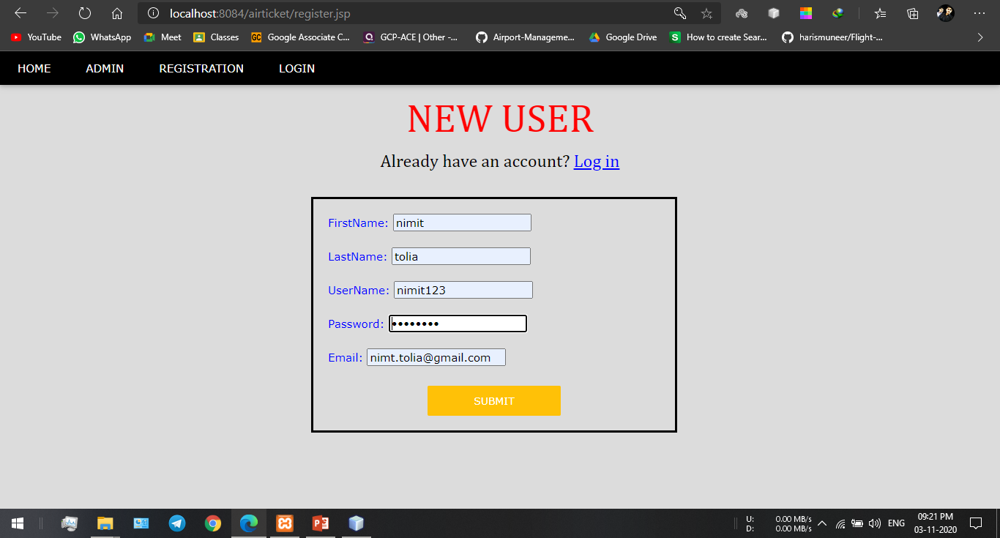 localhost:8084/airticket/register.jsp
YouTube WhatsApp Meet Classes GC Google Associate C... Q GCP-ACE | Other -... Airport-Manageme... Google Drive S How to create Sear... harismuneer/Flight-...
HOME ADMIN REGISTRATION LOGIN
NEW USER
Already have an account? Log in
FirstName: nimit
LastName: tolia
UserName: nimit123
Password: ••••••••
Email: nimt.tolia@gmail.com
SUBMIT
U: 0.00 MB/s
D: 0.00 MB/s
ENG
09:21 PM
03-11-2020